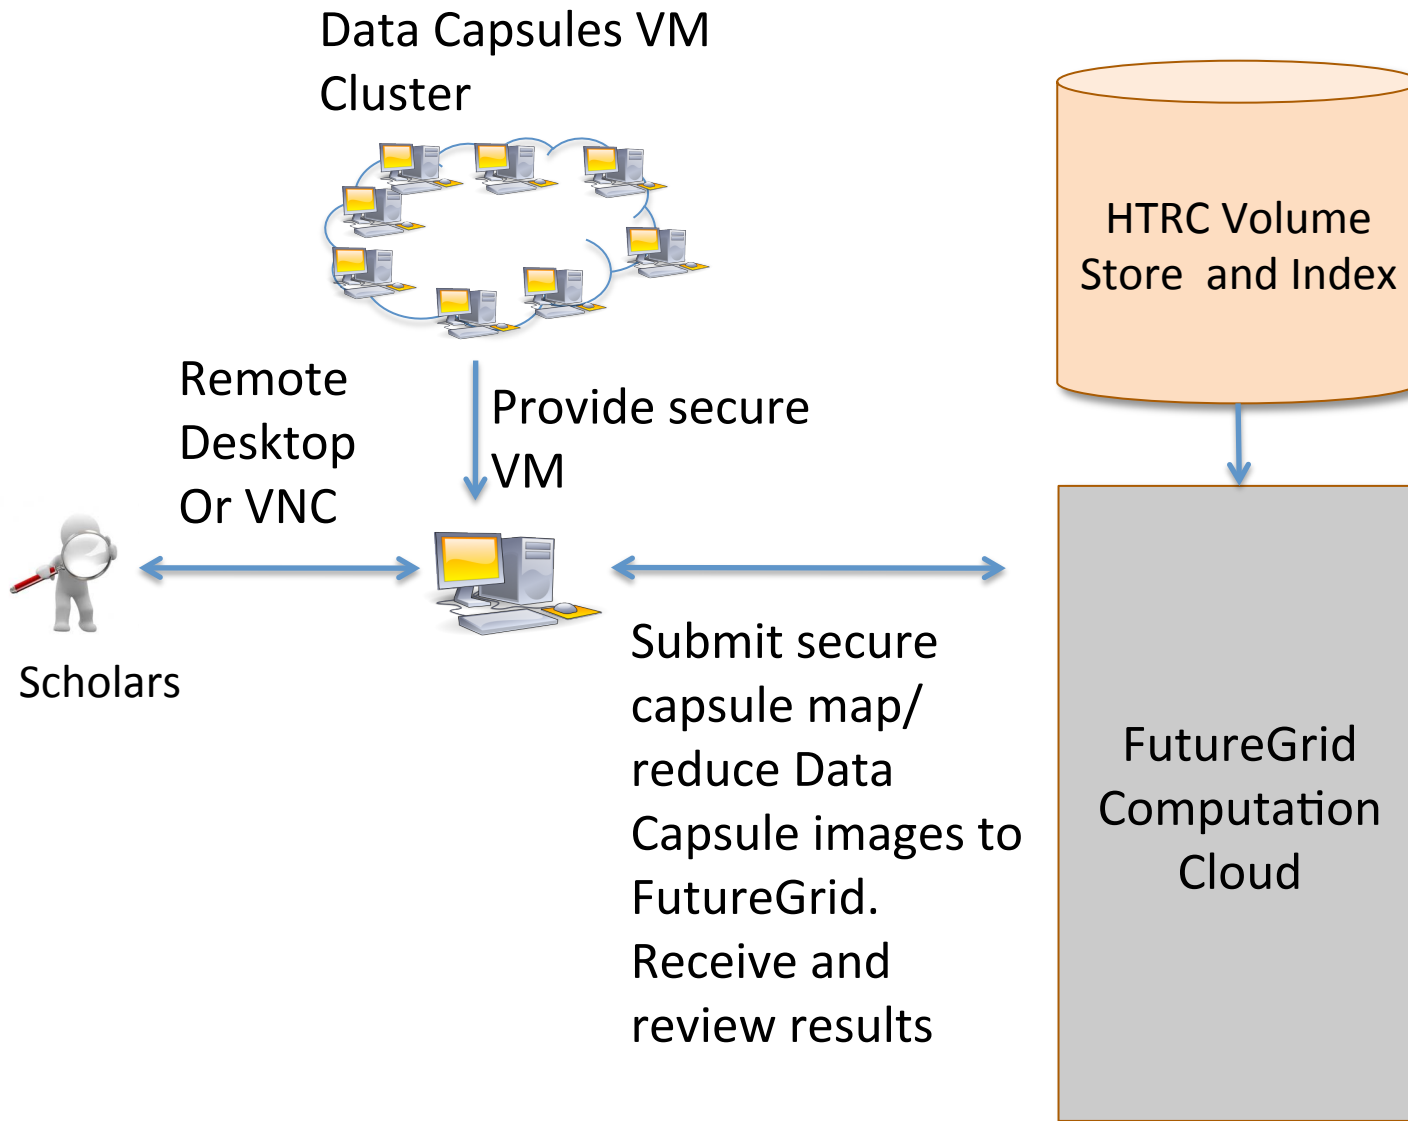 Data Capsules VM
Cluster
HTRC Volume
Store  and Index
Remote
Desktop
Or VNC
Provide secure
VM
Scholars
Submit secure
capsule map/
reduce Data
Capsule images to
FutureGrid.
Receive and
review results
FutureGrid
Computation
Cloud